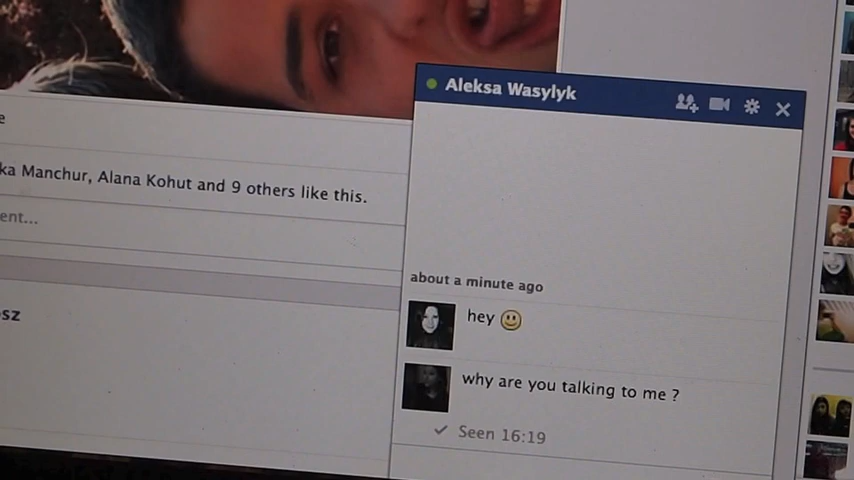 Aleksa Wasylyk
e
ka Manchur, Alana Kohut and 9 others like this.
ent...
sz
about a minute ago
hey
why are you talking to me ?
Seen 16:19